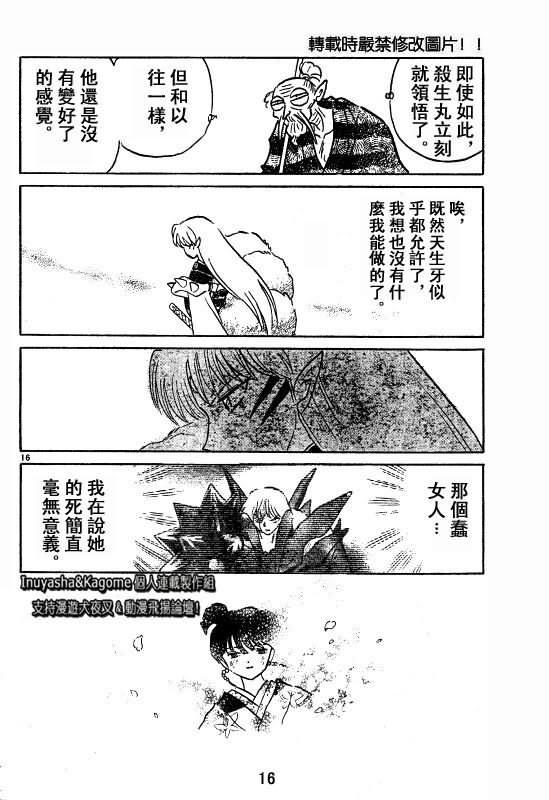 轉載時嚴禁修改圖片！！
即使如此，
殺生丸立刻
就領悟了。
但和以
往一樣，
他還是沒
有變好了
的感覺。
唉，
既然天生牙似
乎都允許了，
我想也沒有什
麼我能做的了。
16
那個蠢
女人…
我在說她
的死簡直
毫無意義。
Inuyasha&Kagome 個人連載製作組
支持漫遊犬夜叉 & 動漫飛揚論壇!
16